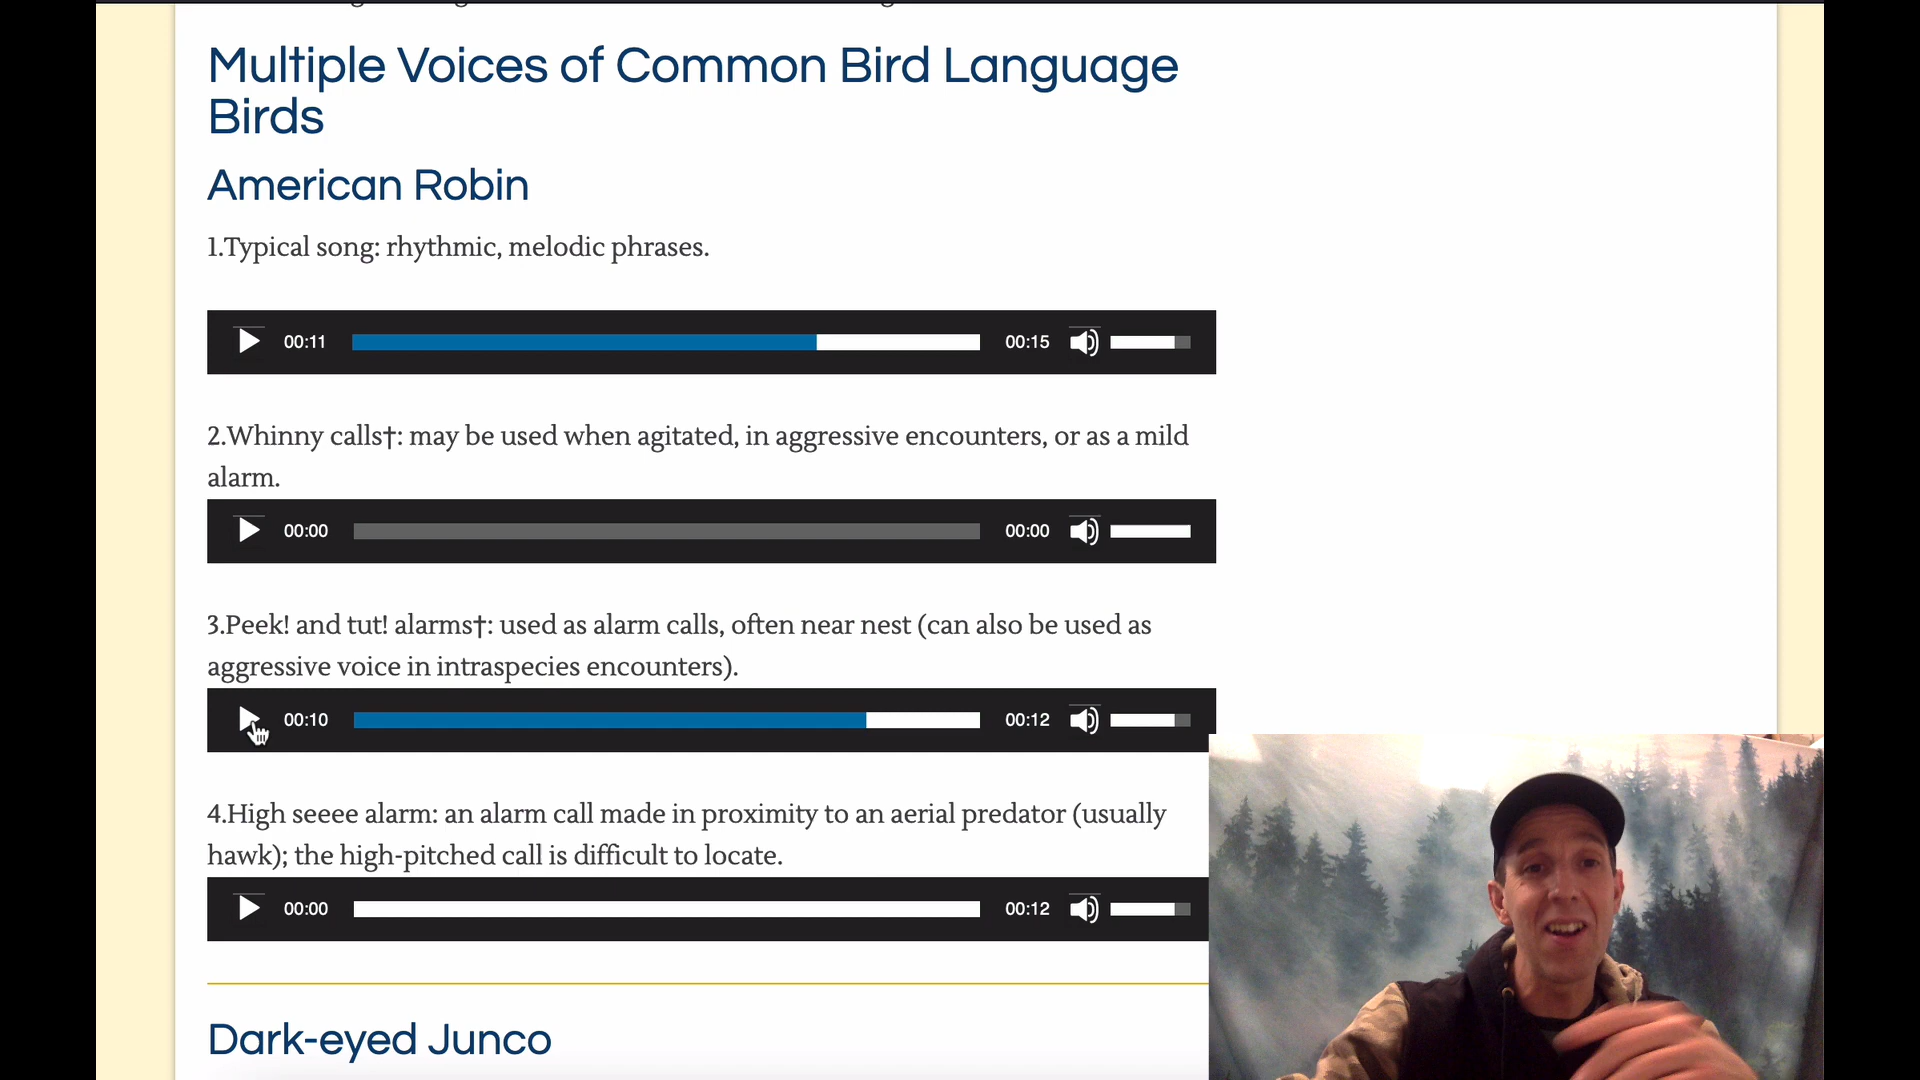 Multiple Voices of Common Bird Language
Birds
American Robin
1.Typical song: rhythmic, melodic phrases.
00:11 00:15
2.Whinny calls†: may be used when agitated, in aggressive encounters, or as a mild
alarm.
00:00 00:00
3.Peek! and tut! alarms†: used as alarm calls, often near nest (can also be used as
aggressive voice in intraspecies encounters).
00:10 00:12
4.High seeee alarm: an alarm call made in proximity to an aerial predator (usually
hawk); the high-pitched call is difficult to locate.
00:00 00:12
Dark-eyed Junco